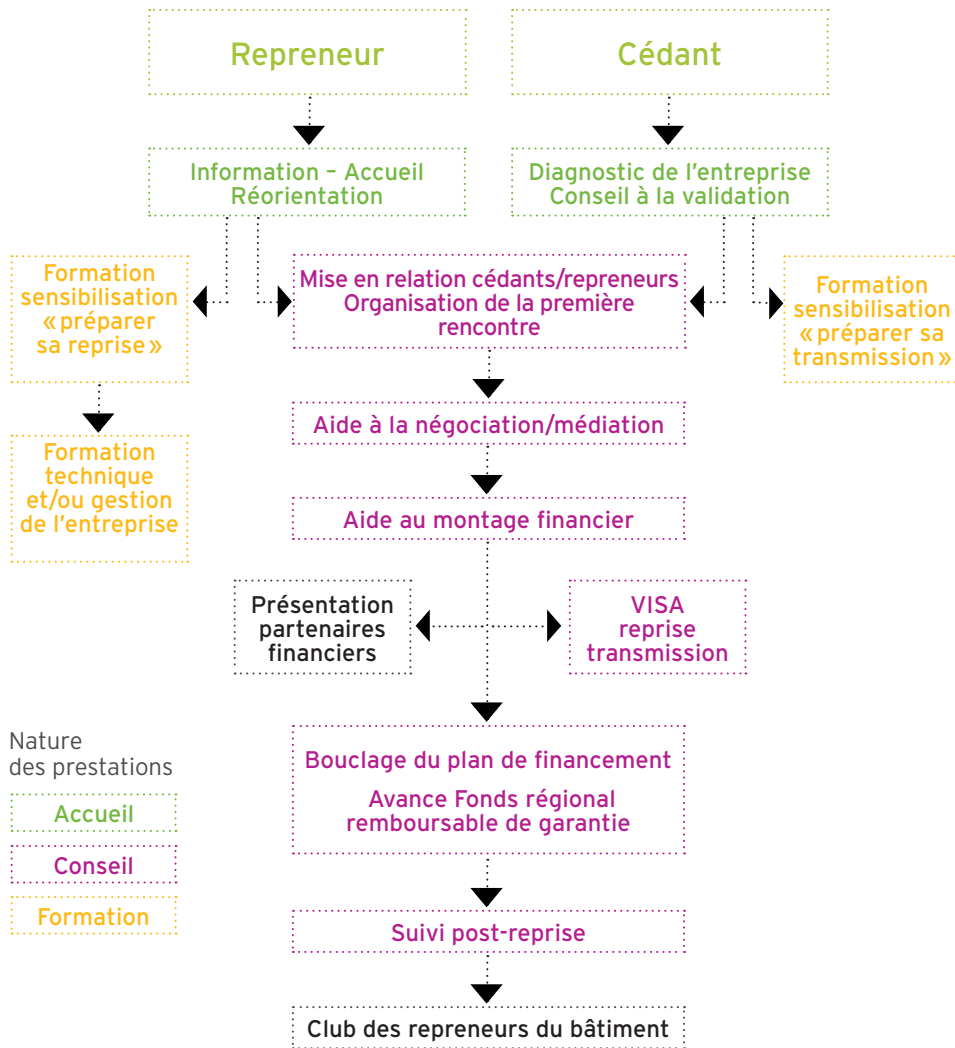 Repreneur
Cédant
Information – Accueil
Réorientation
Diagnostic de l'entreprise
Conseil à la validation
Formation
sensibilisation
« préparer
sa reprise »
Mise en relation cédants/repreneurs
Organisation de la première
rencontre
Formation
sensibilisation
« préparer sa
transmission »
Aide à la négociation/médiation
Formation
technique
et/ou gestion
de l'entreprise
Aide au montage financier
Présentation
partenaires
financiers
VISA
reprise
transmission
Bouclage du plan de financement
Avance Fonds régional
remboursable de garantie
Nature
des prestations
Accueil
Conseil
Formation
Suivi post-reprise
Club des repreneurs du bâtiment